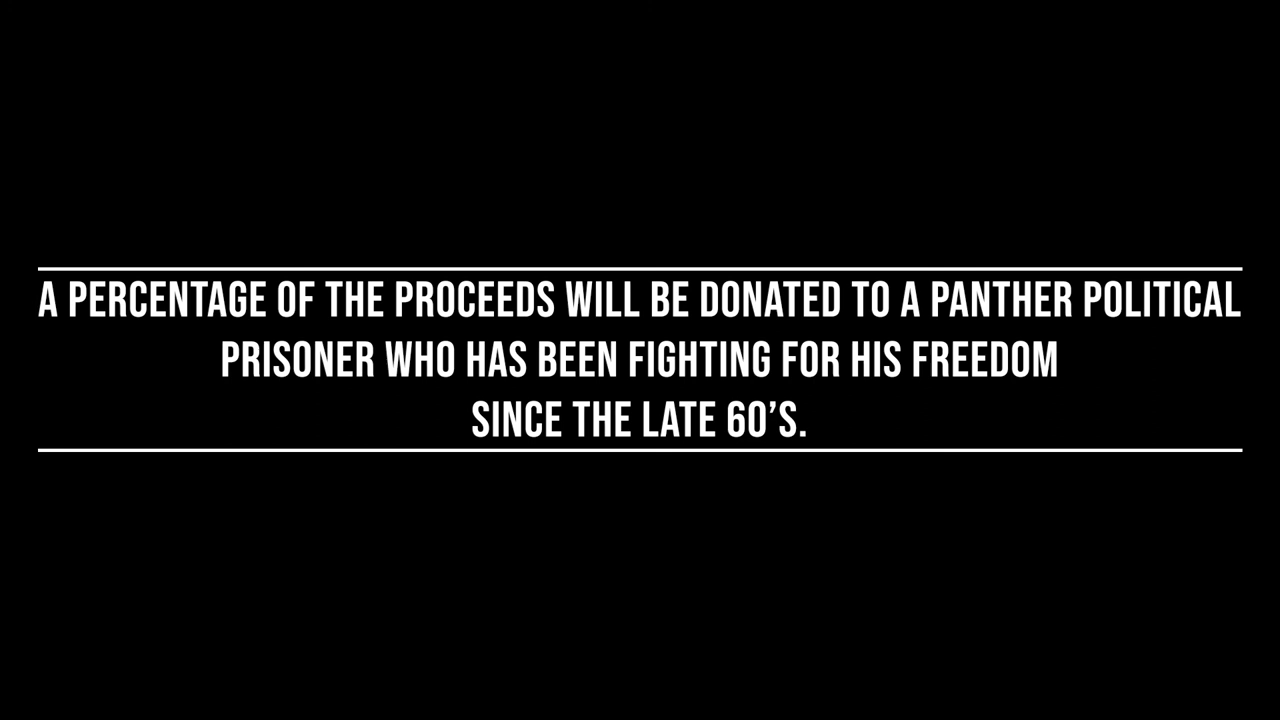 A PERCENTAGE OF THE PROCEEDS WILL BE DONATED TO A PANTHER POLITICAL
PRISONER WHO HAS BEEN FIGHTING FOR HIS FREEDOM
SINCE THE LATE 60’S.